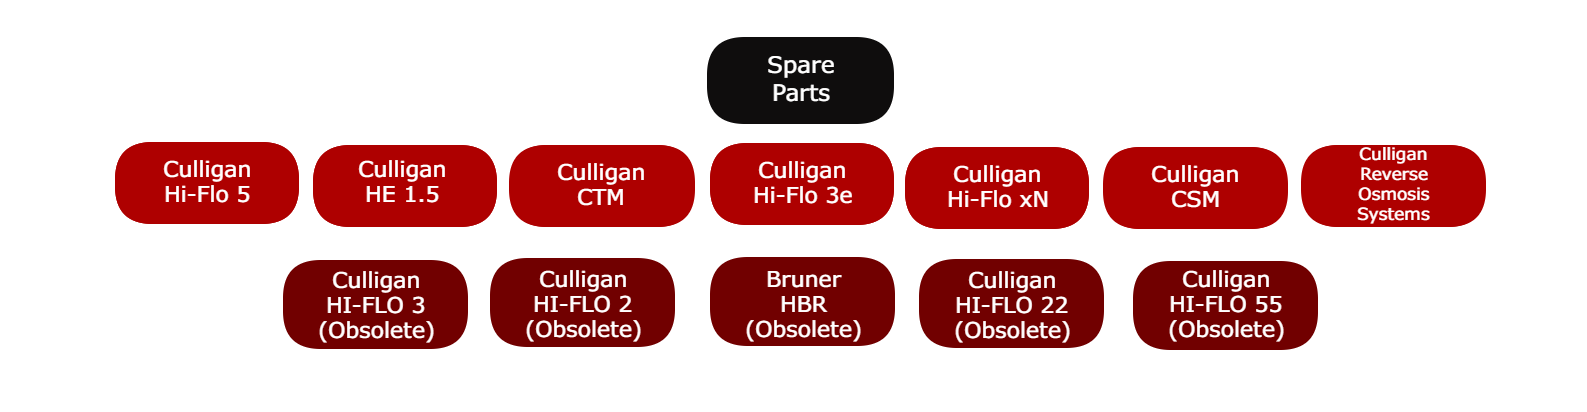 Spare
Parts
Culligan
Hi-Flo 5
Culligan
HE 1.5
Culligan
CTM
Culligan
Hi-Flo 3e
Culligan
Hi-Flo xN
Culligan
CSM
Culligan
Reverse
Osmosis
Systems
Culligan
HI-FLO 3
(Obsolete)
Culligan
HI-FLO 2
(Obsolete)
Bruner
HBR
(Obsolete)
Culligan
HI-FLO 22
(Obsolete)
Culligan
HI-FLO 55
(Obsolete)